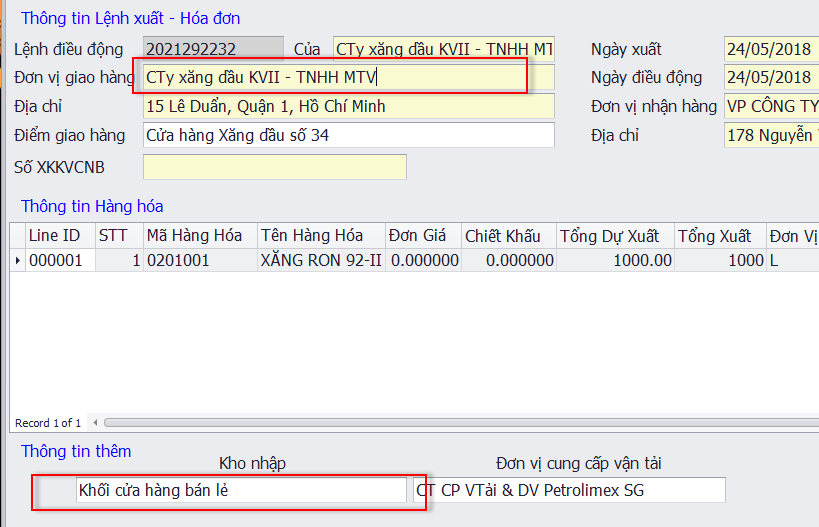 Thông tin Lệnh xuất - Hóa đơn
Lệnh điều động 2021292232 Của CTy xăng dầu KVII - TNHH MT Ngày xuất 24/05/2018
Đơn vị giao hàng CTy xăng dầu KVII - TNHH MTV Ngày điều động 24/05/2018
Địa chỉ 15 Lê Duẩn, Quận 1, Hồ Chí Minh Đơn vị nhận hàng VP CÔNG TY
Điểm giao hàng Cửa hàng Xăng dầu số 34 Địa chỉ 178 Nguyễn
Số XKKVCNB
Thông tin Hàng hóa
Line ID STT Mã Hàng Hóa Tên Hàng Hóa Đơn Giá Chiết Khấu Tổng Dự Xuất Tổng Xuất Đơn Vị
000001 1 0201001 XĂNG RON 92-II 0.000000 0.000000 1000.00 1000 L
Record 1 of 1
Thông tin thêm
Kho nhập Đơn vị cung cấp vận tải
Khối cửa hàng bán lẻ CT CP VTải & DV Petrolimex SG